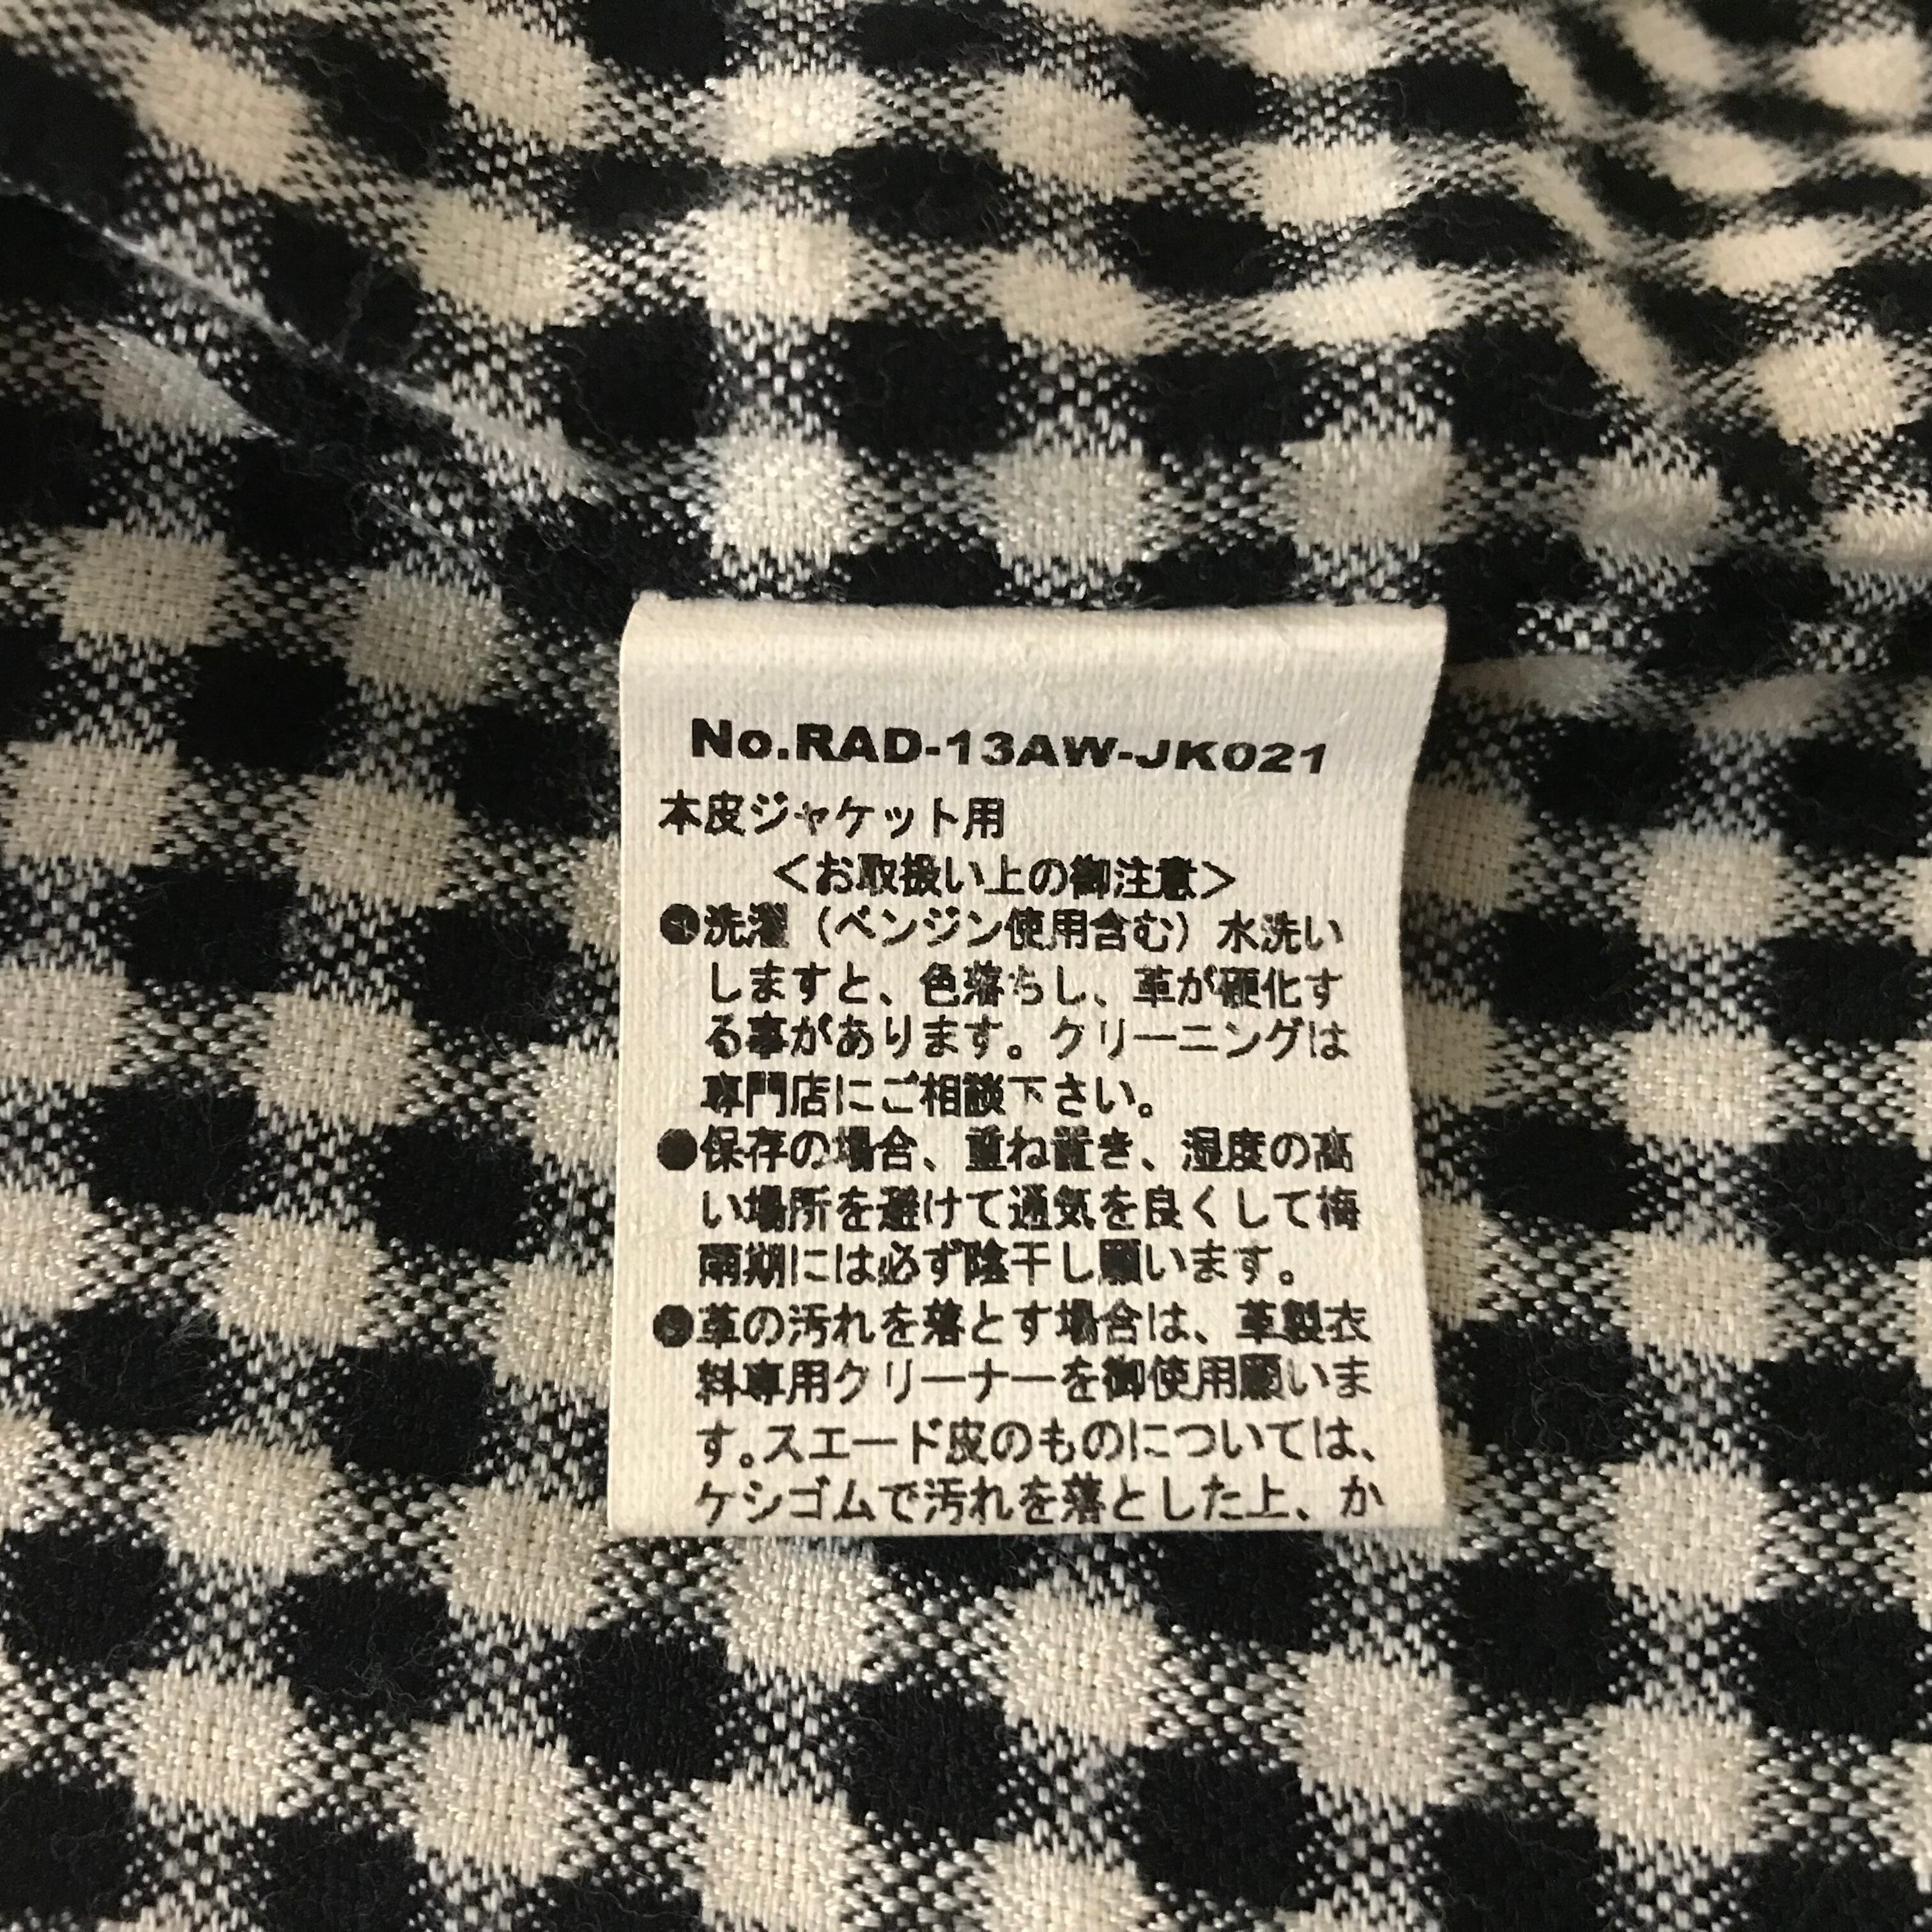 No.RAD-13AW-JK021
本皮ジャケット用
＜お取扱い上の御注意＞
●洗濯（ベンジン使用含む）水洗い
しますと、色落ちし、革が硬化す
る事があります。クリーニングは
専門店にご相談下さい。
●保存の場合、重ね置き、湿度の高
い場所を避けて通気を良くして梅
雨期には必ず陰干し願います。
●革の汚れを落とす場合は、革製衣
料専用クリーナーを御使用願いま
す。スエード皮のものについては、
ケシゴムで汚れを落とした上、か